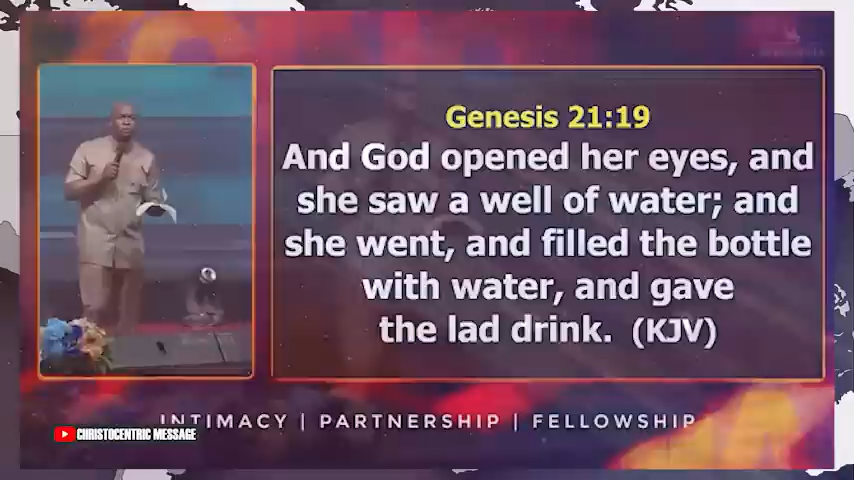 Genesis 21:19
And God opened her eyes, and
she saw a well of water; and
she went, and filled the bottle
with water, and gave
the lad drink. (KJV)
INTIMACY | PARTNERSHIP | FELLOWSHIP
CHRISTOCENTRIC MESSAGE